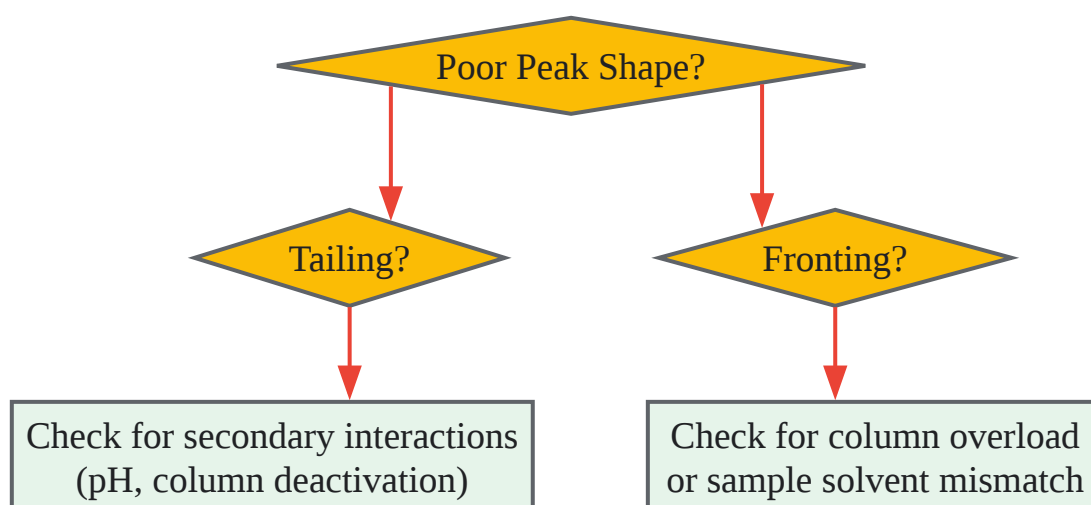 Poor Peak Shape?
Tailing?
Fronting?
Check for secondary interactions
(pH, column deactivation)
Check for column overload
or sample solvent mismatch